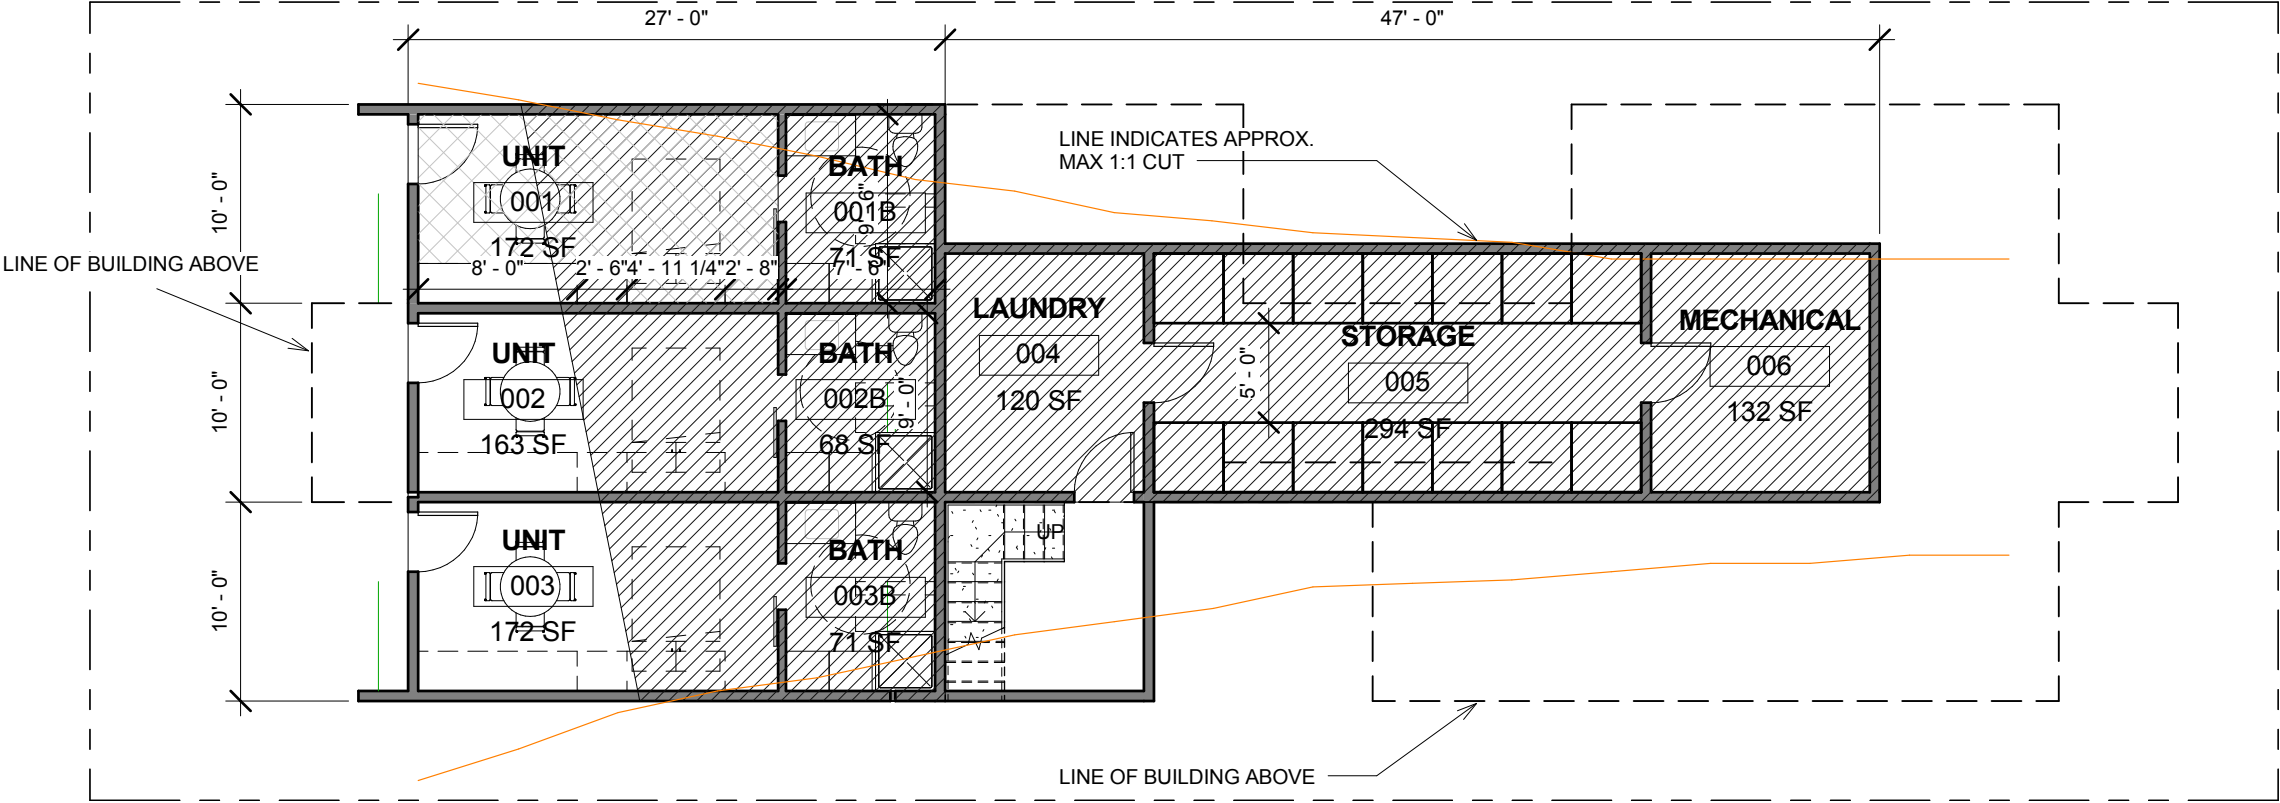 27' - 0"
47' - 0"
LINE INDICATES APPROX.
MAX 1:1 CUT
10' - 0"
UNIT
001
172 SF
BATH
001B
71 SF
9' - 6"
LINE OF BUILDING ABOVE
8' - 0"
2' - 6"
4' - 11 1/4"
2' - 8"
7' - 6"
10' - 0"
UNIT
002
163 SF
BATH
002B
68 SF
9' - 0"
LAUNDRY
004
120 SF
STORAGE
005
294 SF
5' - 0"
MECHANICAL
006
132 SF
10' - 0"
UNIT
003
172 SF
BATH
003B
71 SF
UP
LINE OF BUILDING ABOVE